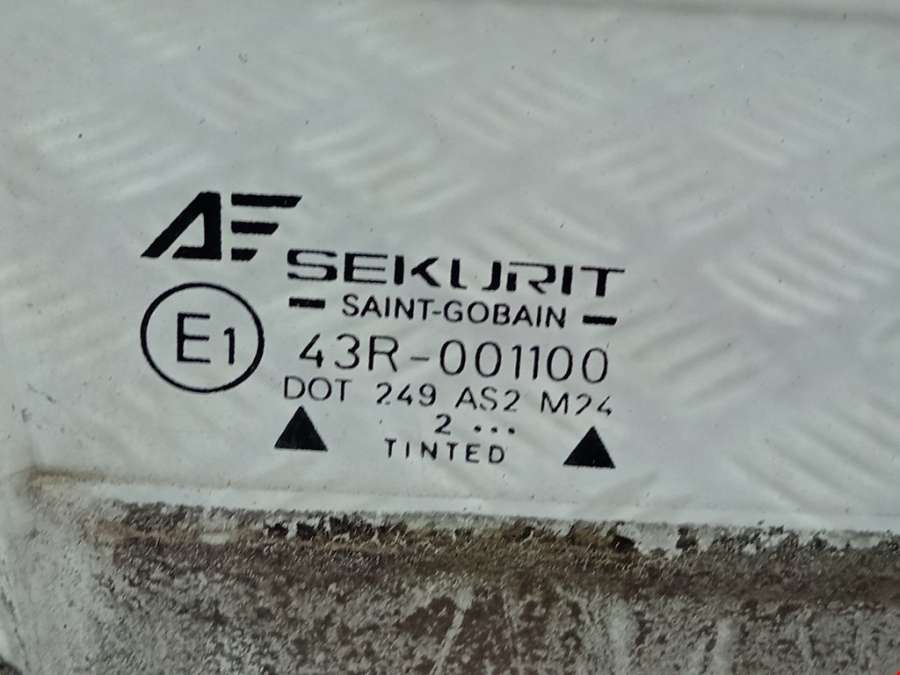 AF
SEKURIT
SAINT-GOBAIN
E1
43R-001100
DOT 249 AS2 M24
2 ...
TINTED